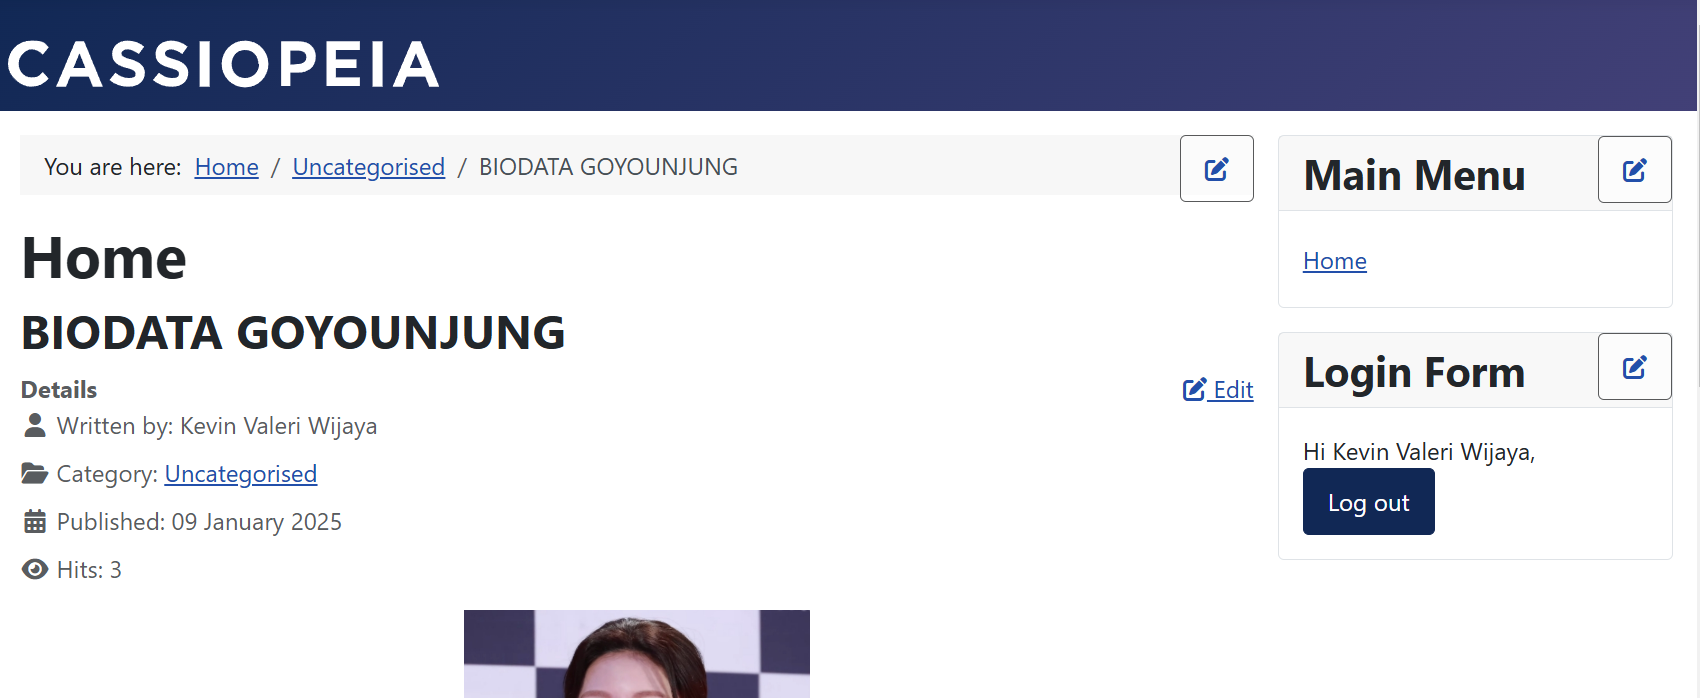 CASSIOPEIA
You are here: Home / Uncategorised / BIODATA GOYOUNJUNG
Home
BIODATA GOYOUNJUNG
Details
Edit
Written by: Kevin Valeri Wijaya
Category: Uncategorised
Published: 09 January 2025
Hits: 3
Main Menu
Home
Login Form
Hi Kevin Valeri Wijaya,
Log out